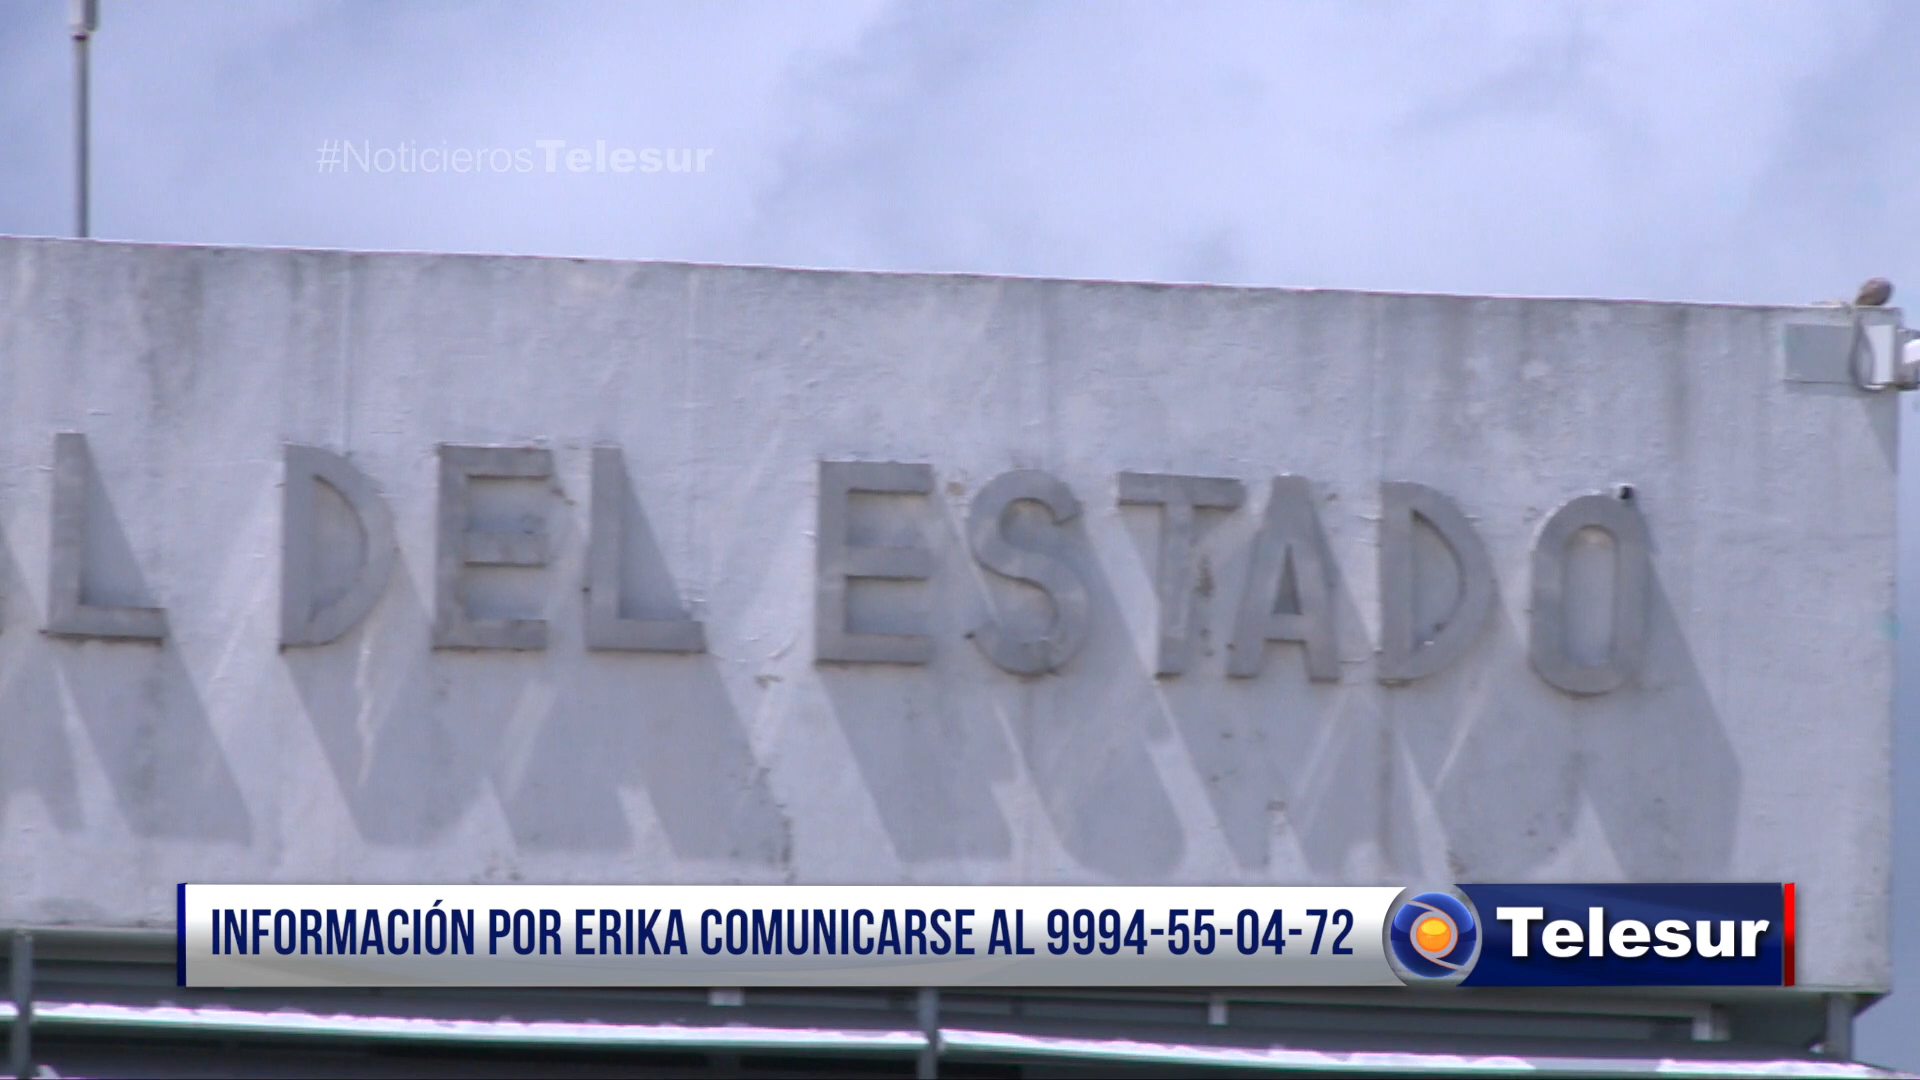 #NoticierosTelesur
L DEL ESTADO
INFORMACIÓN POR ERIKA COMUNICARSE AL 9994-55-04-72
Telesur